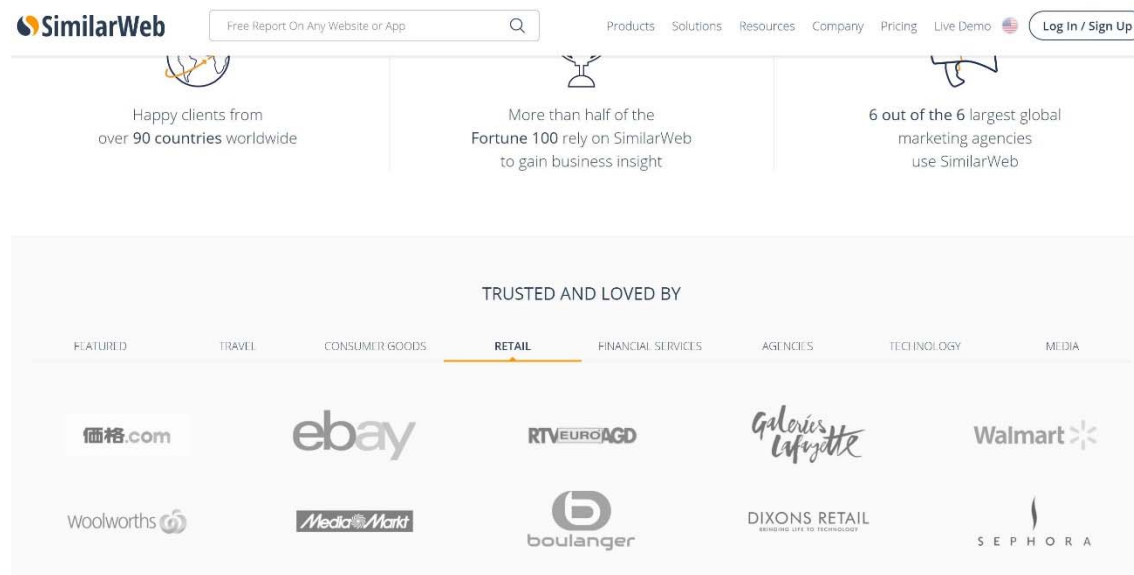 SimilarWeb
Free Report On Any Website or App
Products Solutions Resources Company Pricing Live Demo Log In / Sign Up
Happy clients from
over 90 countries worldwide
More than half of the
Fortune 100 rely on SimilarWeb
to gain business insight
6 out of the 6 largest global
marketing agencies
use SimilarWeb
TRUSTED AND LOVED BY
FEATURED TRAVEL CONSUMER GOODS RETAIL FINANCIAL SERVICES AGENCIES TECHNOLOGY MEDIA
価格.com
ebay
RTV EURO AGD
Galeries Lafayette
Walmart
Woolworths
Media Markt
boulanger
DIXONS RETAIL
BRINGING LIFE TO TECHNOLOGY
SEPHORA